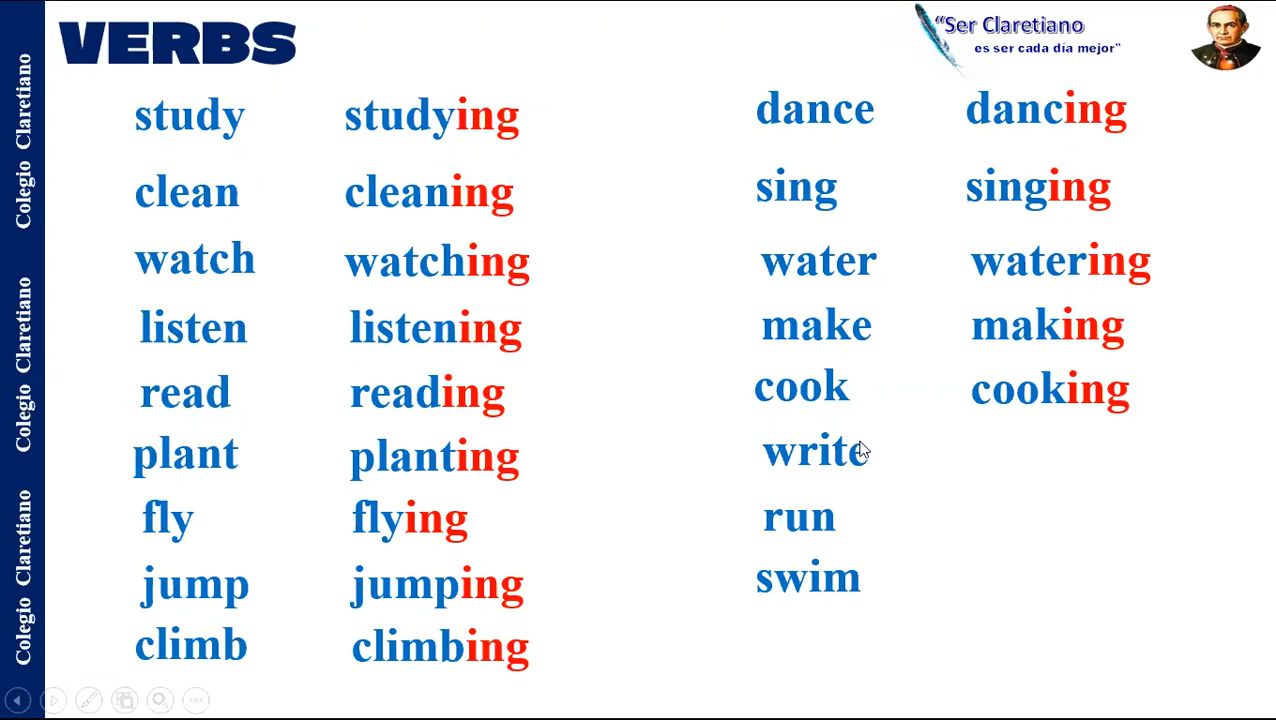 VERBS
“Ser Claretiano
es ser cada día mejor”
study studying
clean cleaning
watch watching
listen listening
read reading
plant planting
fly flying
jump jumping
climb climbing
dance dancing
sing singing
water watering
make making
cook cooking
write
run
swim
Colegio Claretiano
Colegio Claretiano
Colegio Claretiano